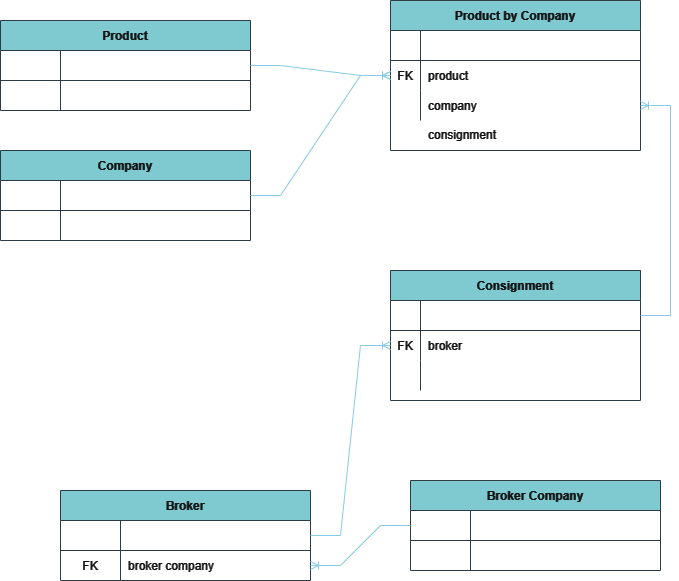 Product
Company
Product by Company
FK product
company
consignment
Consignment
FK broker
Broker
FK broker company
Broker Company